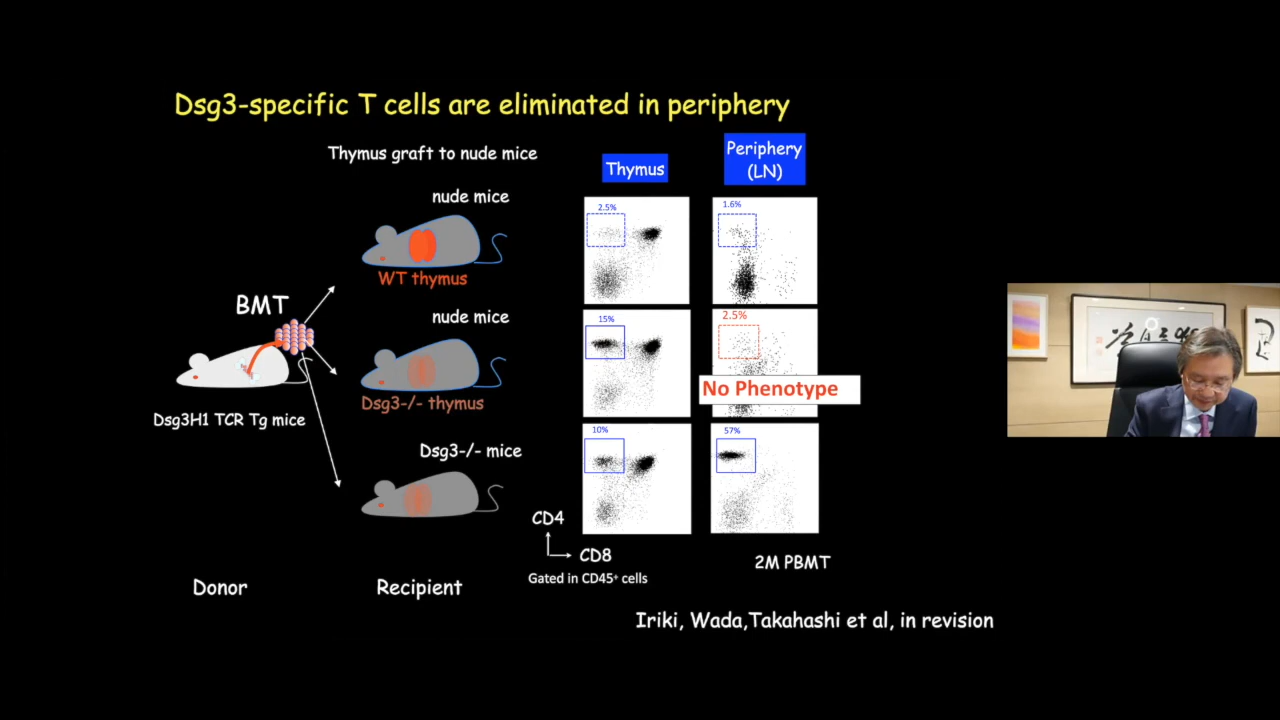 Dsg3-specific T cells are eliminated in periphery
Thymus graft to nude mice
Thymus
Periphery
(LN)
nude mice
2.5%
1.6%
WT thymus
BMT
nude mice
15%
2.5%
No Phenotype
Dsg3-/- thymus
Dsg3H1 TCR Tg mice
Dsg3-/- mice
10%
57%
CD4
CD8
Gated in CD45⁺ cells
2M PBMT
Donor
Recipient
Iriki, Wada,Takahashi et al, in revision